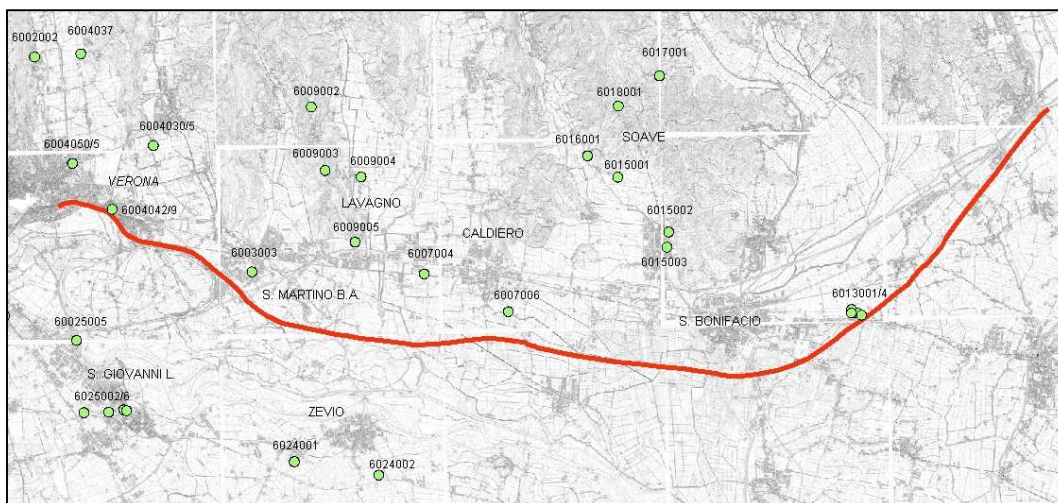 6002002
6004037
6017001
6009002
6018001
6004030/5
SOAVE
6016001
6004050/5
6009003
6009004
6015001
VERONA
LAVAGNO
6004042/9
6015002
CALDIERO
6009005
6015003
6003003
6007004
S. MARTINO B.A.
6007006
6013001/4
S. BONIFACIO
60025005
S. GIOVANNI L.
6025002/6
ZEVIO
6024001
6024002